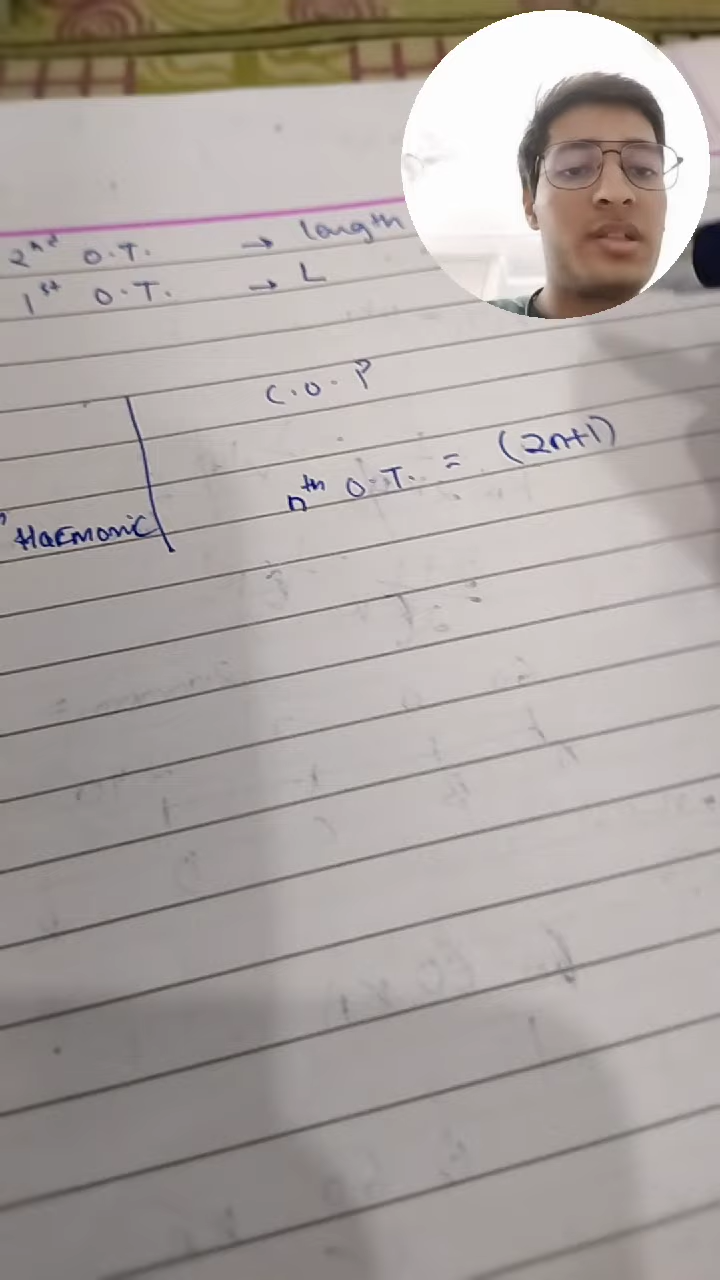 2nd O.T. → Length
1st O.T. → L
C.O.P
nth O.T. = (2n+1)
Harmonic